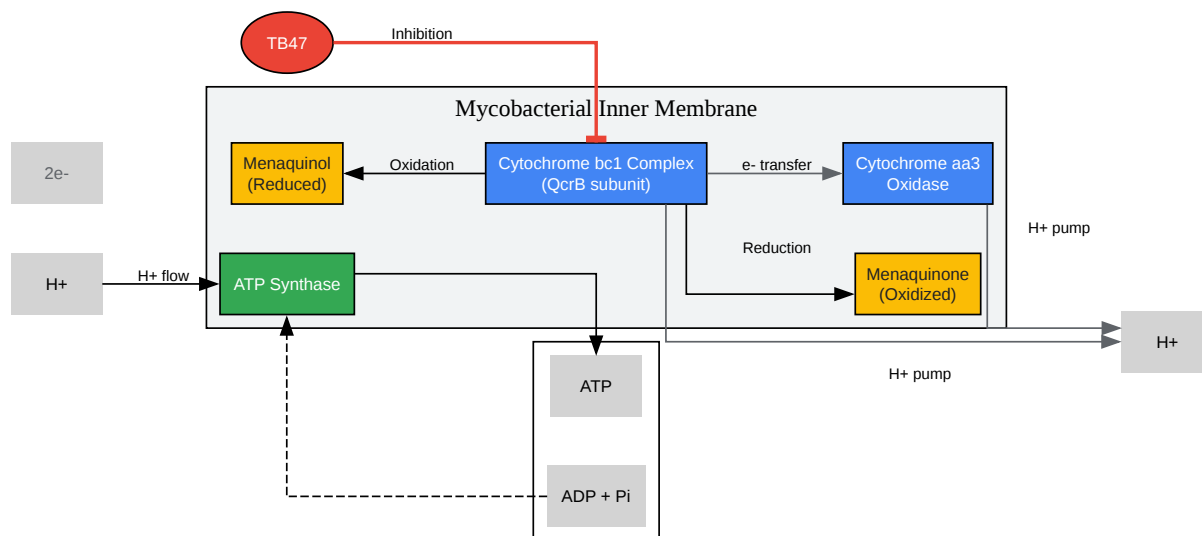 TB47
Inhibition
Mycobacterial Inner Membrane
2e-
Menaquinol
(Reduced)
Oxidation
Cytochrome bc1 Complex
(QcrB subunit)
e- transfer
Cytochrome aa3
Oxidase
H+ pump
Reduction
H+
H+ flow
ATP Synthase
Menaquinone
(Oxidized)
H+
H+ pump
ATP
ADP + Pi